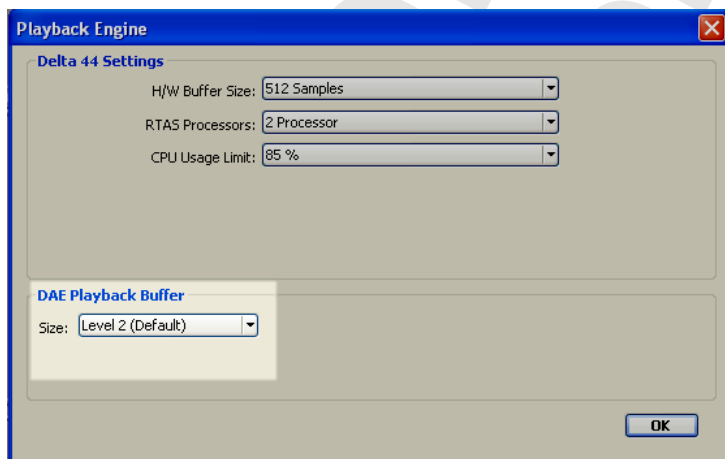 Playback Engine
Delta 44 Settings
H/W Buffer Size: 512 Samples
RTAS Processors: 2 Processor
CPU Usage Limit: 85 %
DAE Playback Buffer
Size: Level 2 (Default)
OK